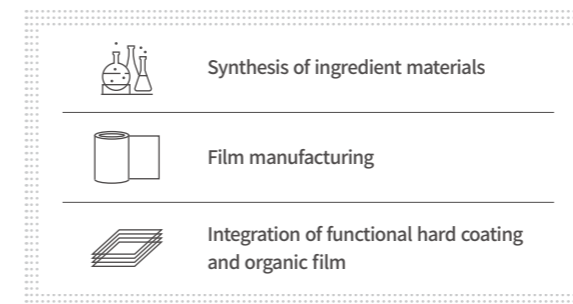 Synthesis of ingredient materials
Film manufacturing
Integration of functional hard coating
and organic film